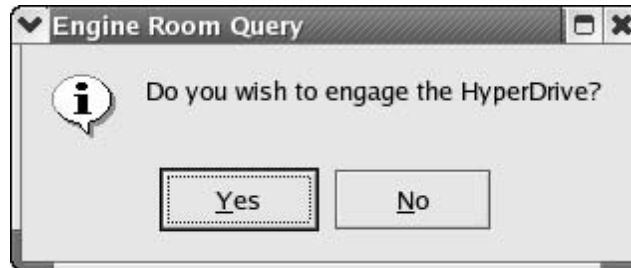 Engine Room Query
Do you wish to engage the HyperDrive?
Yes No